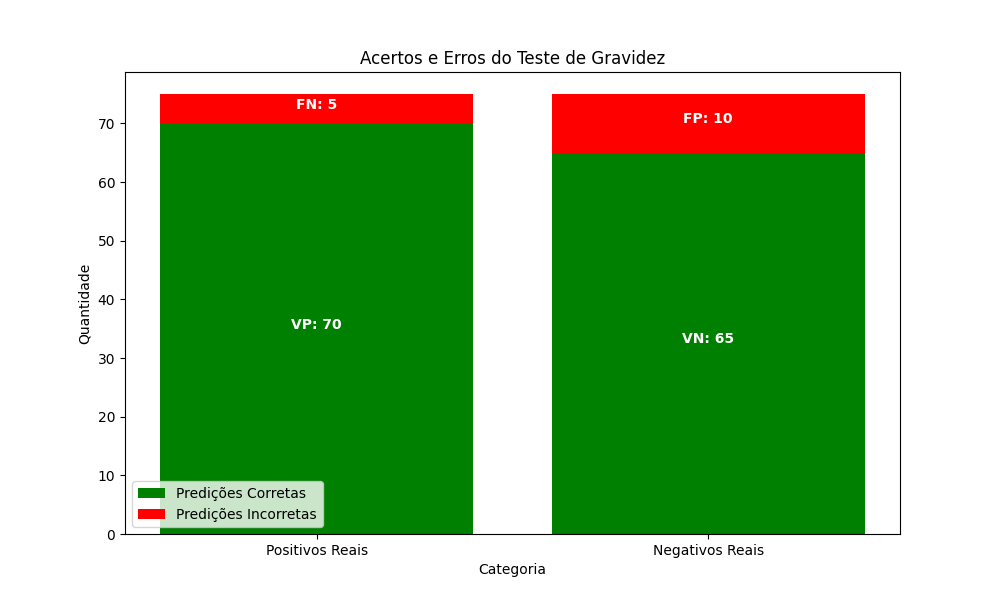 Acertos e Erros do Teste de Gravidez
Quantidade
70
60
50
40
30
20
10
0
FN: 5
FP: 10
VP: 70
VN: 65
Predições Corretas
Predições Incorretas
Positivos Reais
Negativos Reais
Categoria